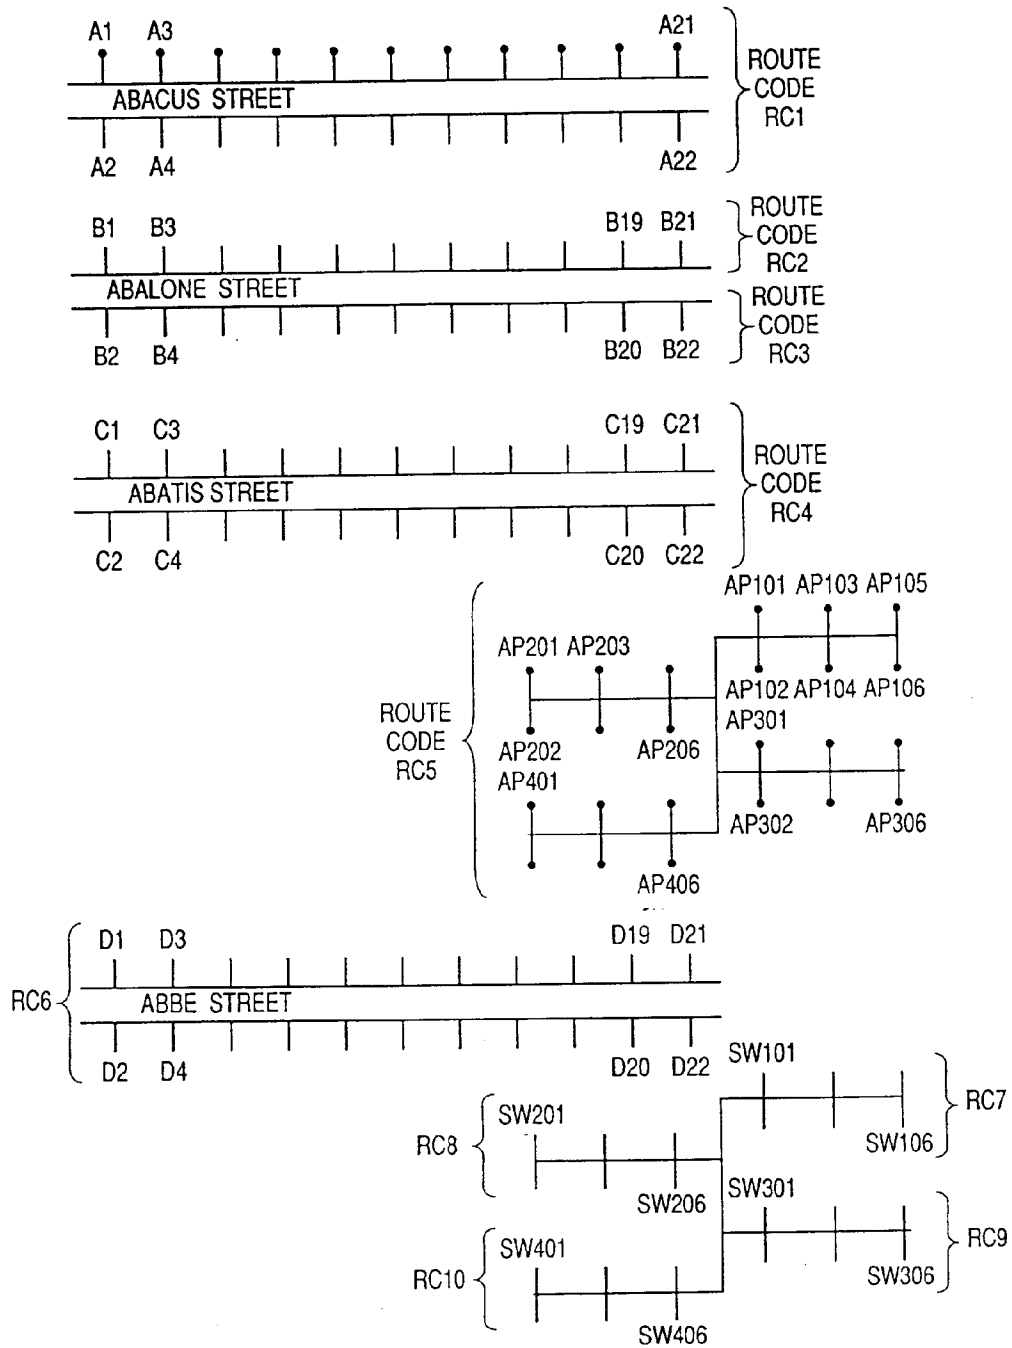 A1 A3 A21
ROUTE
CODE
RC1
ABACUS STREET
A2 A4 A22
B1 B3 B19 B21
ROUTE
CODE
RC2
ABALONE STREET
ROUTE
CODE
RC3
B2 B4 B20 B22
C1 C3 C19 C21
ROUTE
CODE
RC4
ABATIS STREET
C2 C4 C20 C22
AP101 AP103 AP105
AP201 AP203
AP102 AP104 AP106
ROUTE
CODE
RC5
AP301
AP202 AP206
AP401
AP302 AP306
AP406
D1 D3 D19 D21
RC6
ABBE STREET
D2 D4 D20 D22
SW101
RC7
SW201
RC8
SW106
SW206
SW301
RC9
SW401
RC10
SW306
SW406